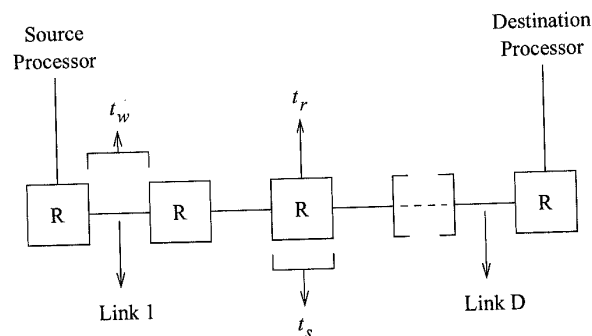 Source
Processor
Destination
Processor
t_w
t_r
R
R
R
R
Link 1
t_s
Link D